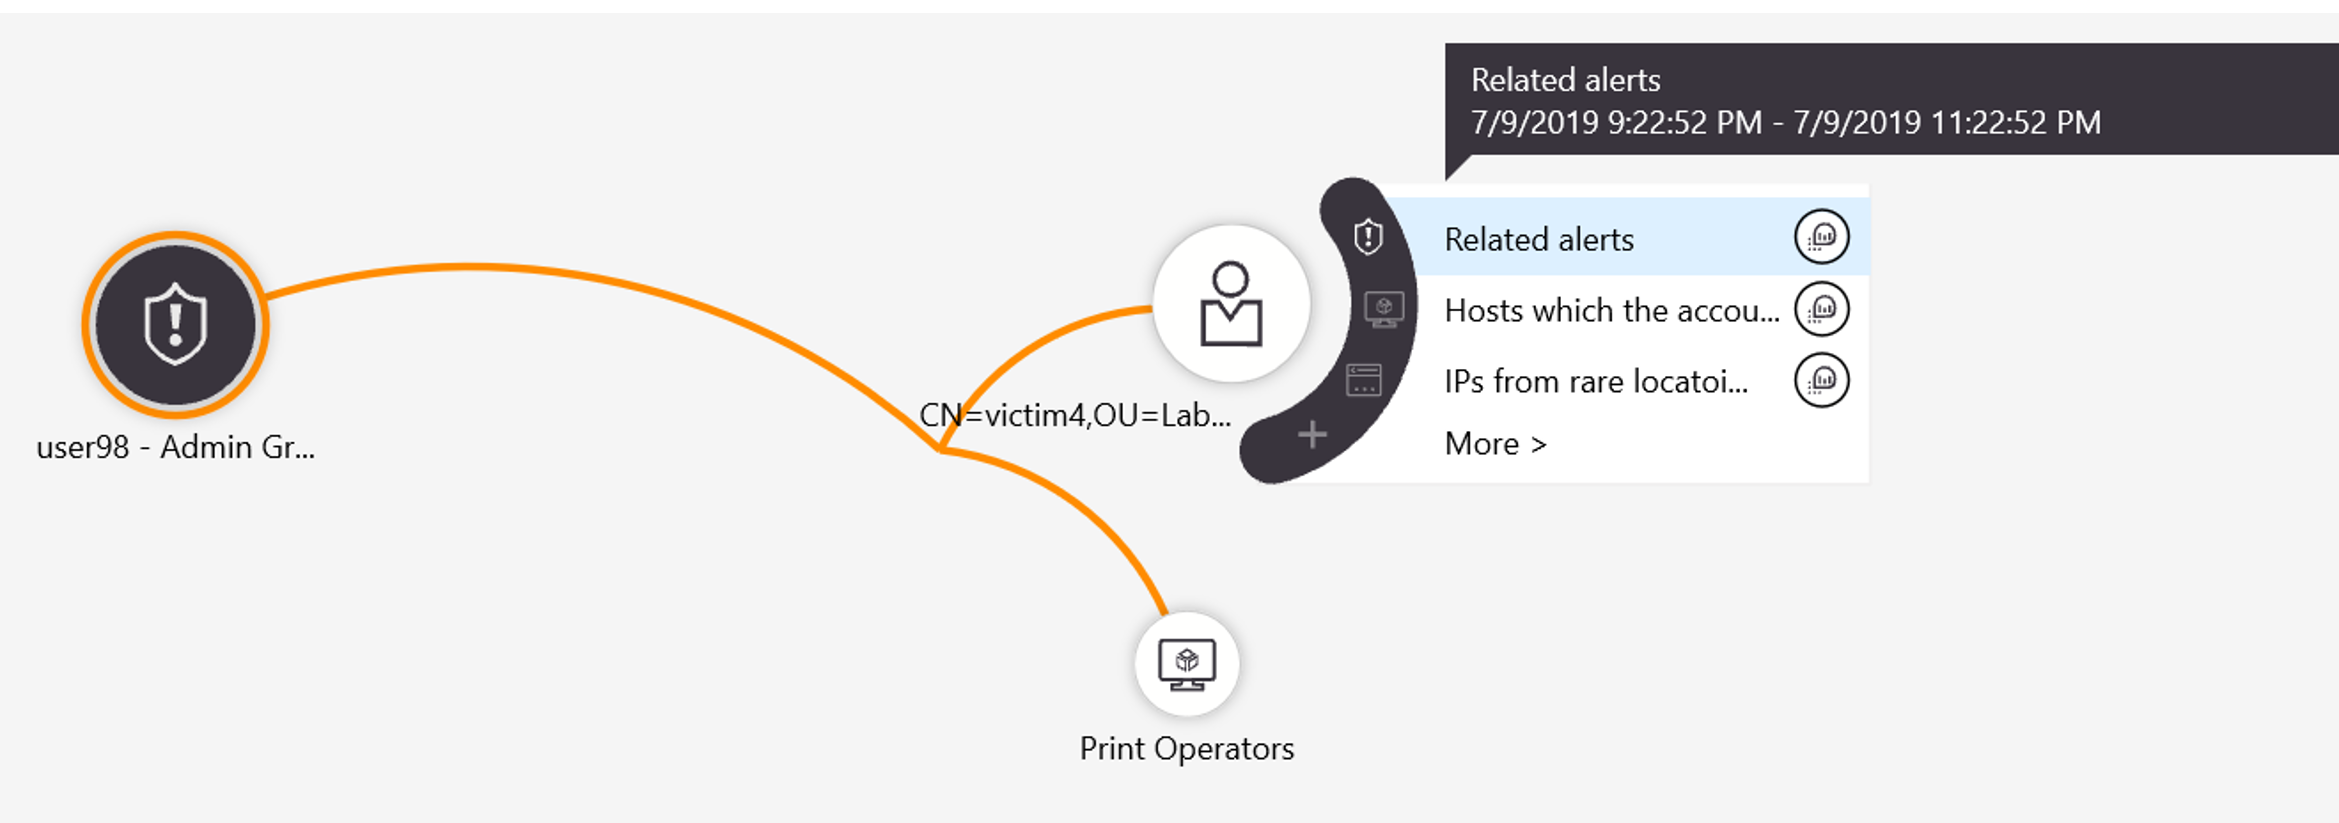 Related alerts
7/9/2019 9:22:52 PM - 7/9/2019 11:22:52 PM
Related alerts
Hosts which the accou...
IPs from rare locatoi...
More >
CN=victim4,OU=Lab...
user98 - Admin Gr...
Print Operators